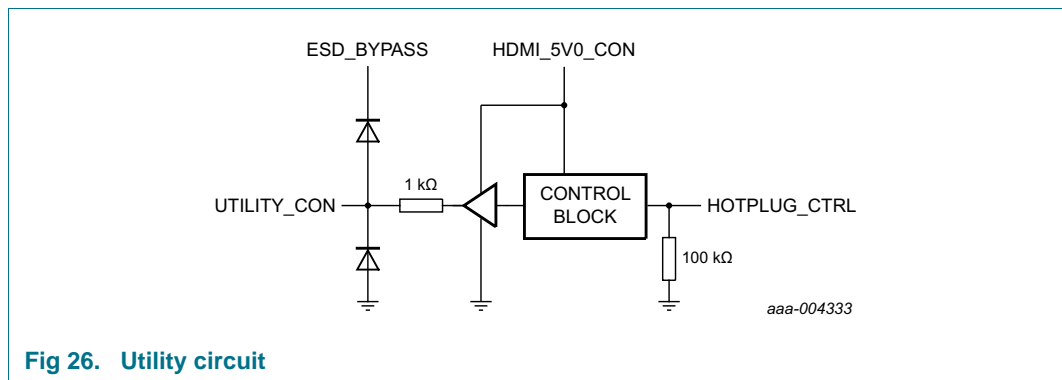 ESD_BYPASS
HDMI_5V0_CON
1 kΩ
UTILITY_CON
CONTROL
BLOCK
HOTPLUG_CTRL
100 kΩ
aaa-004333
Fig 26. Utility circuit